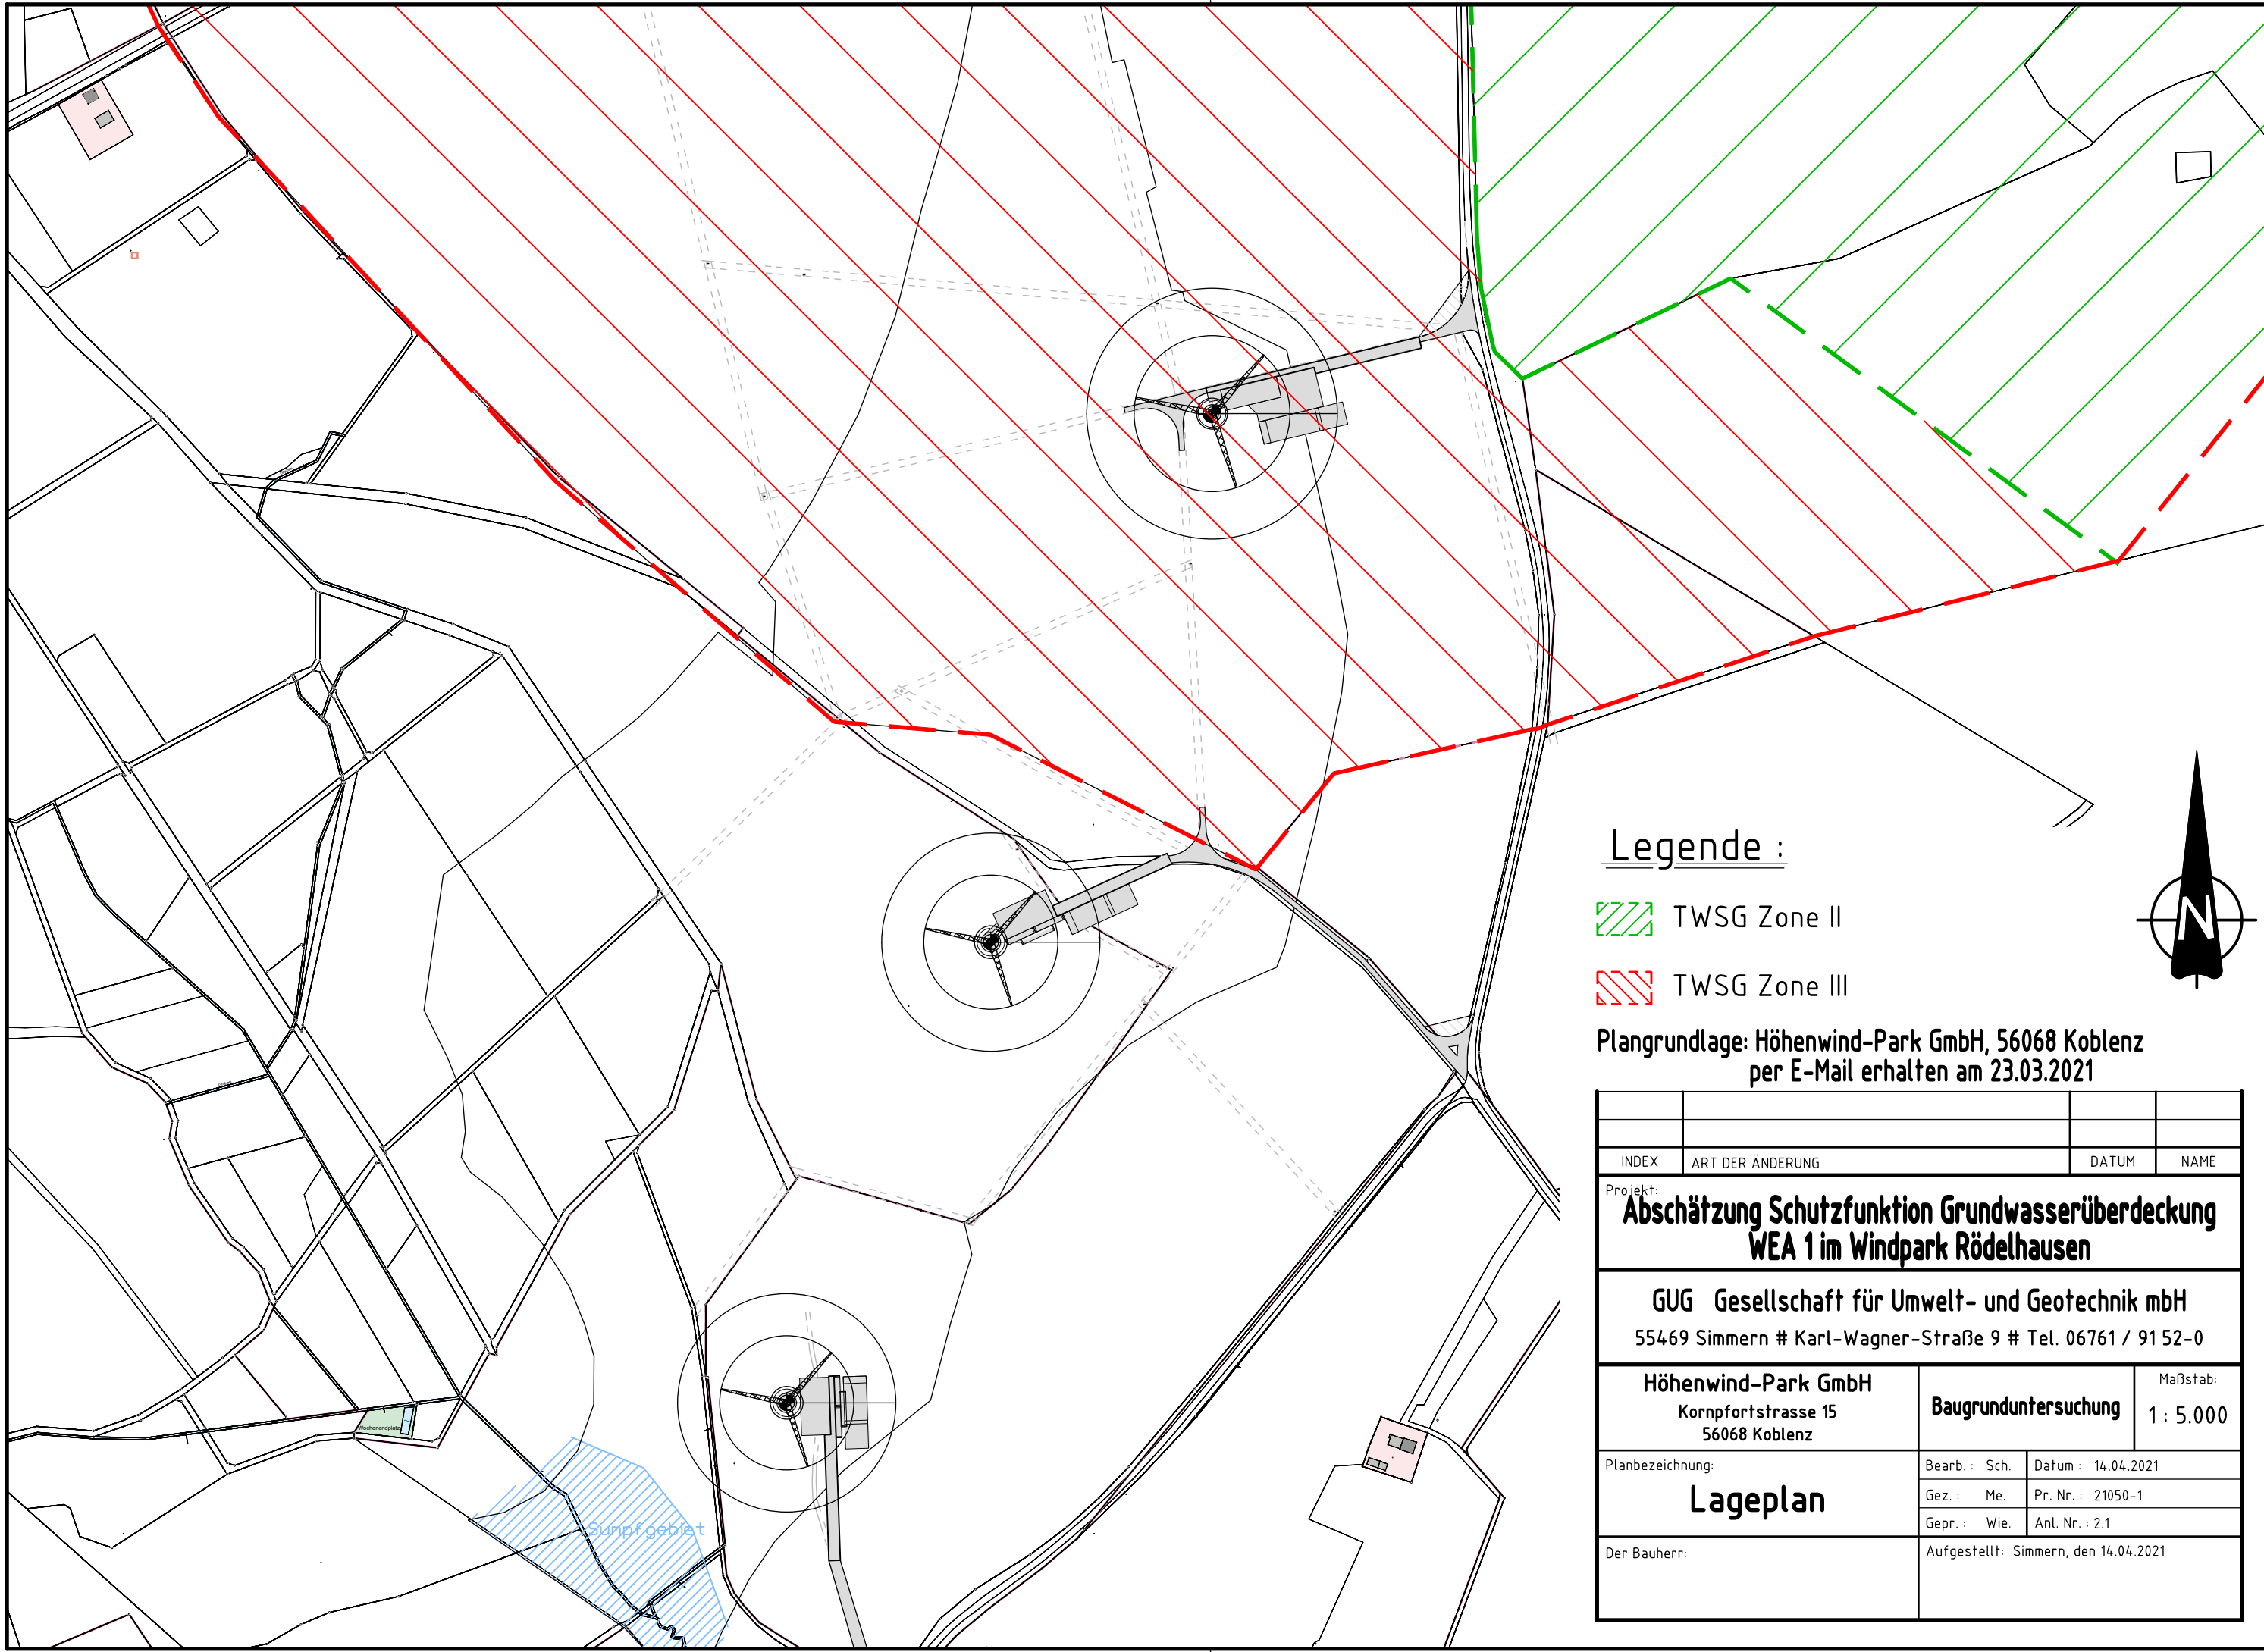 Legende :
TWSG Zone II
TWSG Zone III
N
Plangrundlage: Höhenwind-Park GmbH, 56068 Koblenz
per E-Mail erhalten am 23.03.2021
INDEX ART DER ÄNDERUNG DATUM NAME
Projekt:
Abschätzung Schutzfunktion Grundwasserüberdeckung
WEA 1 im Windpark Rödelhausen
GUG Gesellschaft für Umwelt- und Geotechnik mbH
55469 Simmern # Karl-Wagner-Straße 9 # Tel. 06761 / 91 52-0
Höhenwind-Park GmbH
Kornpfortstrasse 15
56068 Koblenz
Baugrunduntersuchung
Maßstab:
1 : 5.000
Planbezeichnung:
Lageplan
Bearb. : Sch. Datum : 14.04.2021
Gez. : Me. Pr. Nr. : 21050-1
Gepr. : Wie. Anl. Nr. : 2.1
Der Bauherr:
Aufgestellt: Simmern, den 14.04.2021
Wochenendplatz
Sumpfgebiet